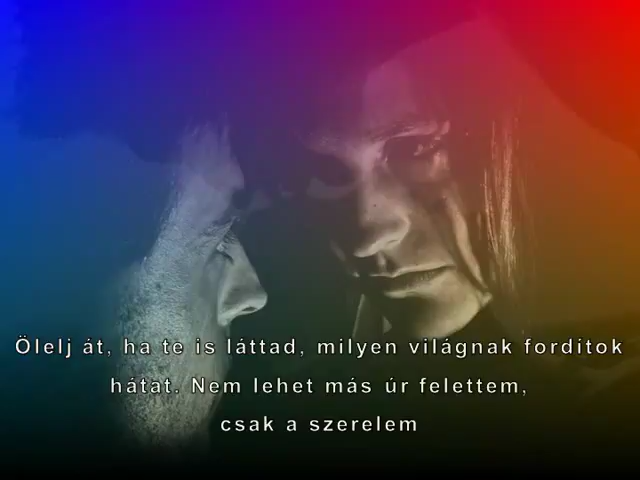 Ölelj át, ha te is láttad, milyen világnak fordítok
hátat. Nem lehet más úr felettem,
csak a szerelem